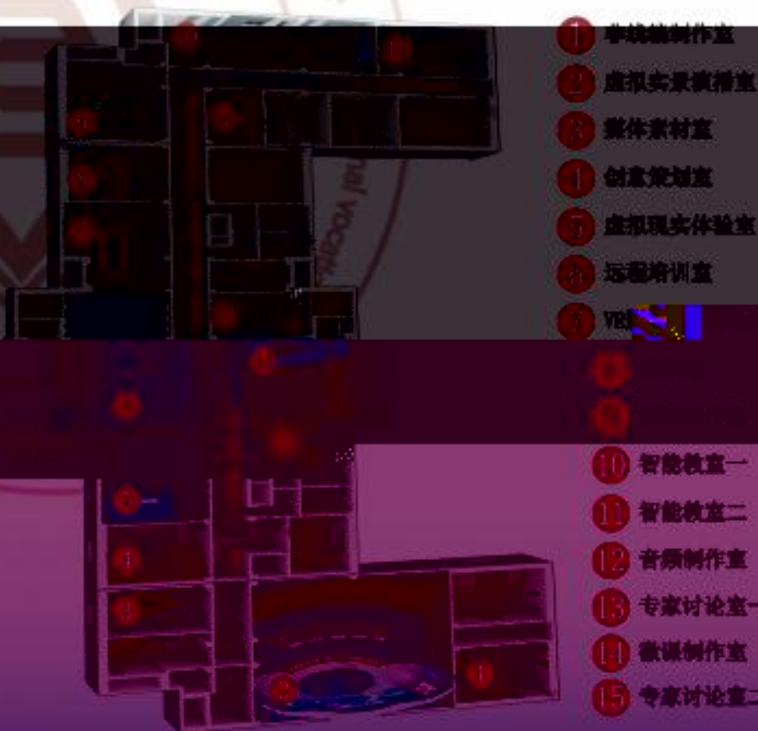 1 非线编制作室
2 虚拟实景演播室
3 媒体素材室
4 创意策划室
5 虚拟现实体验室
6 远程培训室
7 VR
10 智能教室一
11 智能教室二
12 音频制作室
13 专家讨论室一
14 微课制作室
15 专家讨论室二
nal vocat